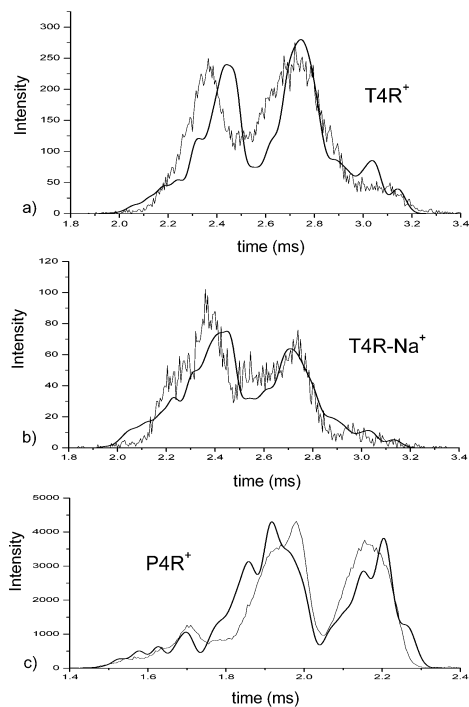 300
250
200
150
100
50
0
Intensity
T4R+
a)
1.8 2.0 2.2 2.4 2.6 2.8 3.0 3.2 3.4
time (ms)
120
100
80
60
40
20
0
Intensity
T4R-Na+
b)
1.8 2.0 2.2 2.4 2.6 2.8 3.0 3.2 3.4
time (ms)
5000
4000
3000
2000
1000
0
Intensity
P4R+
c)
1.4 1.6 1.8 2.0 2.2 2.4
time (ms)